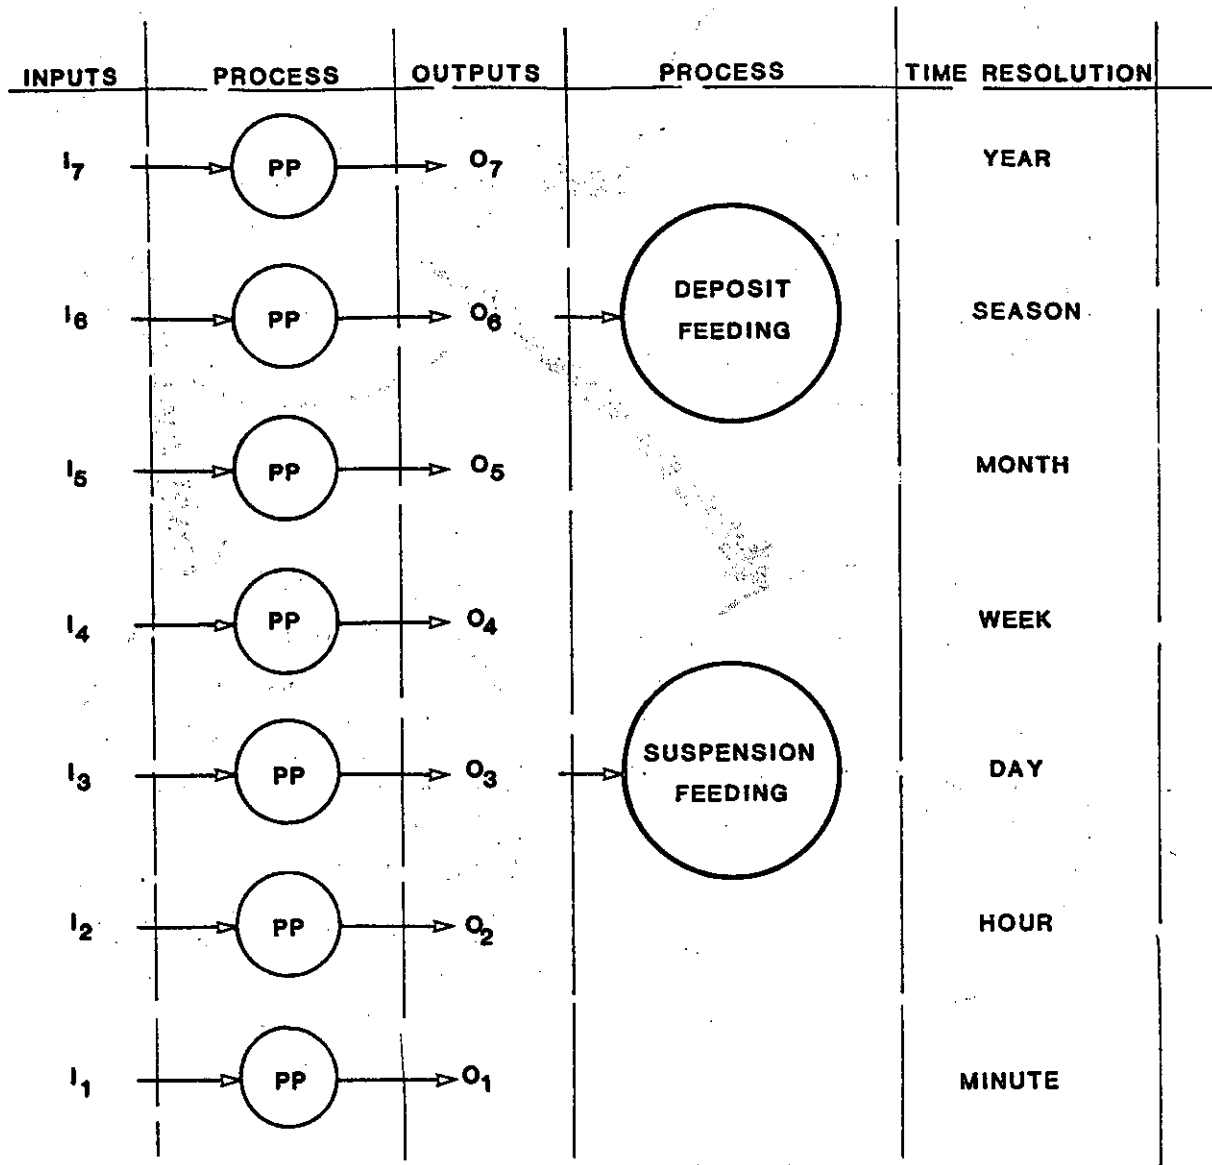 INPUTS PROCESS OUTPUTS PROCESS TIME RESOLUTION
I7 PP O7 YEAR
I6 PP O6 DEPOSIT FEEDING SEASON
I5 PP O5 MONTH
I4 PP O4 WEEK
I3 PP O3 SUSPENSION FEEDING DAY
I2 PP O2 HOUR
I1 PP O1 MINUTE